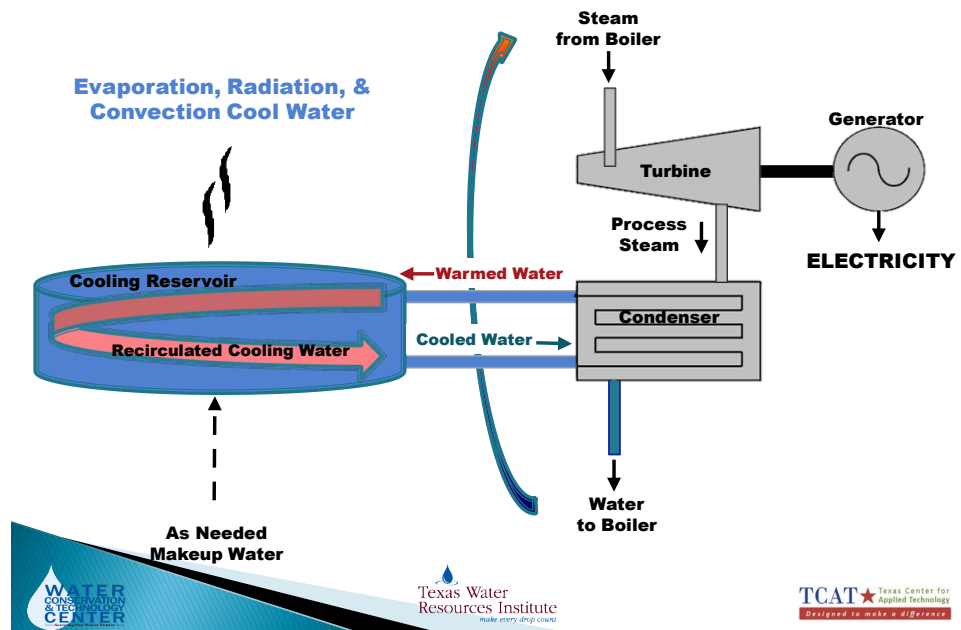 Steam
from Boiler
Evaporation, Radiation, &
Convection Cool Water
Generator
Turbine
Process
Steam
ELECTRICITY
Cooling Reservoir
Warmed Water
Condenser
Cooled Water
Recirculated Cooling Water
Water
to Boiler
As Needed
Makeup Water
WATER
CONSERVATION
& TECHNOLOGY
CENTER
Texas Water
Resources Institute
make every drop count
TCAT
Texas Center for
Applied Technology
Designed to make a difference